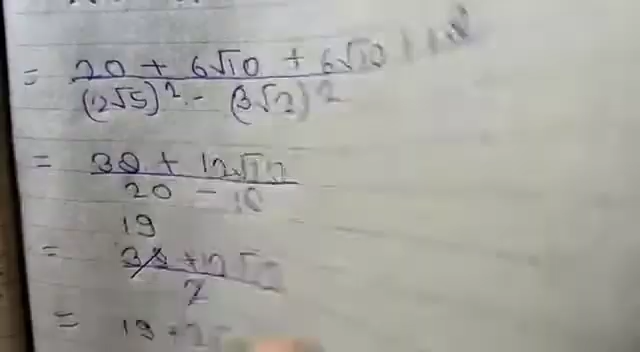 = 20 + 6√10 + 6√10 + 18
(2√5)² - (3√2)²
= 38 + 12√10
20 - 18
19
= 38 + 12√10
2
= 19 +